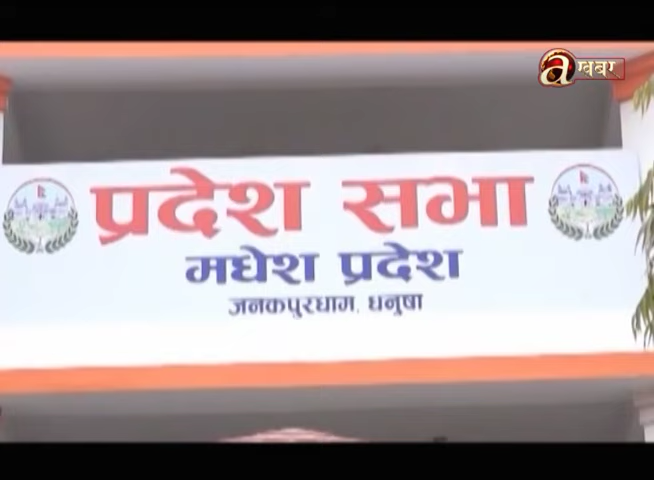 a खबर
प्रदेश सभा
मधेश प्रदेश
जनकपुरधाम, धनुषा